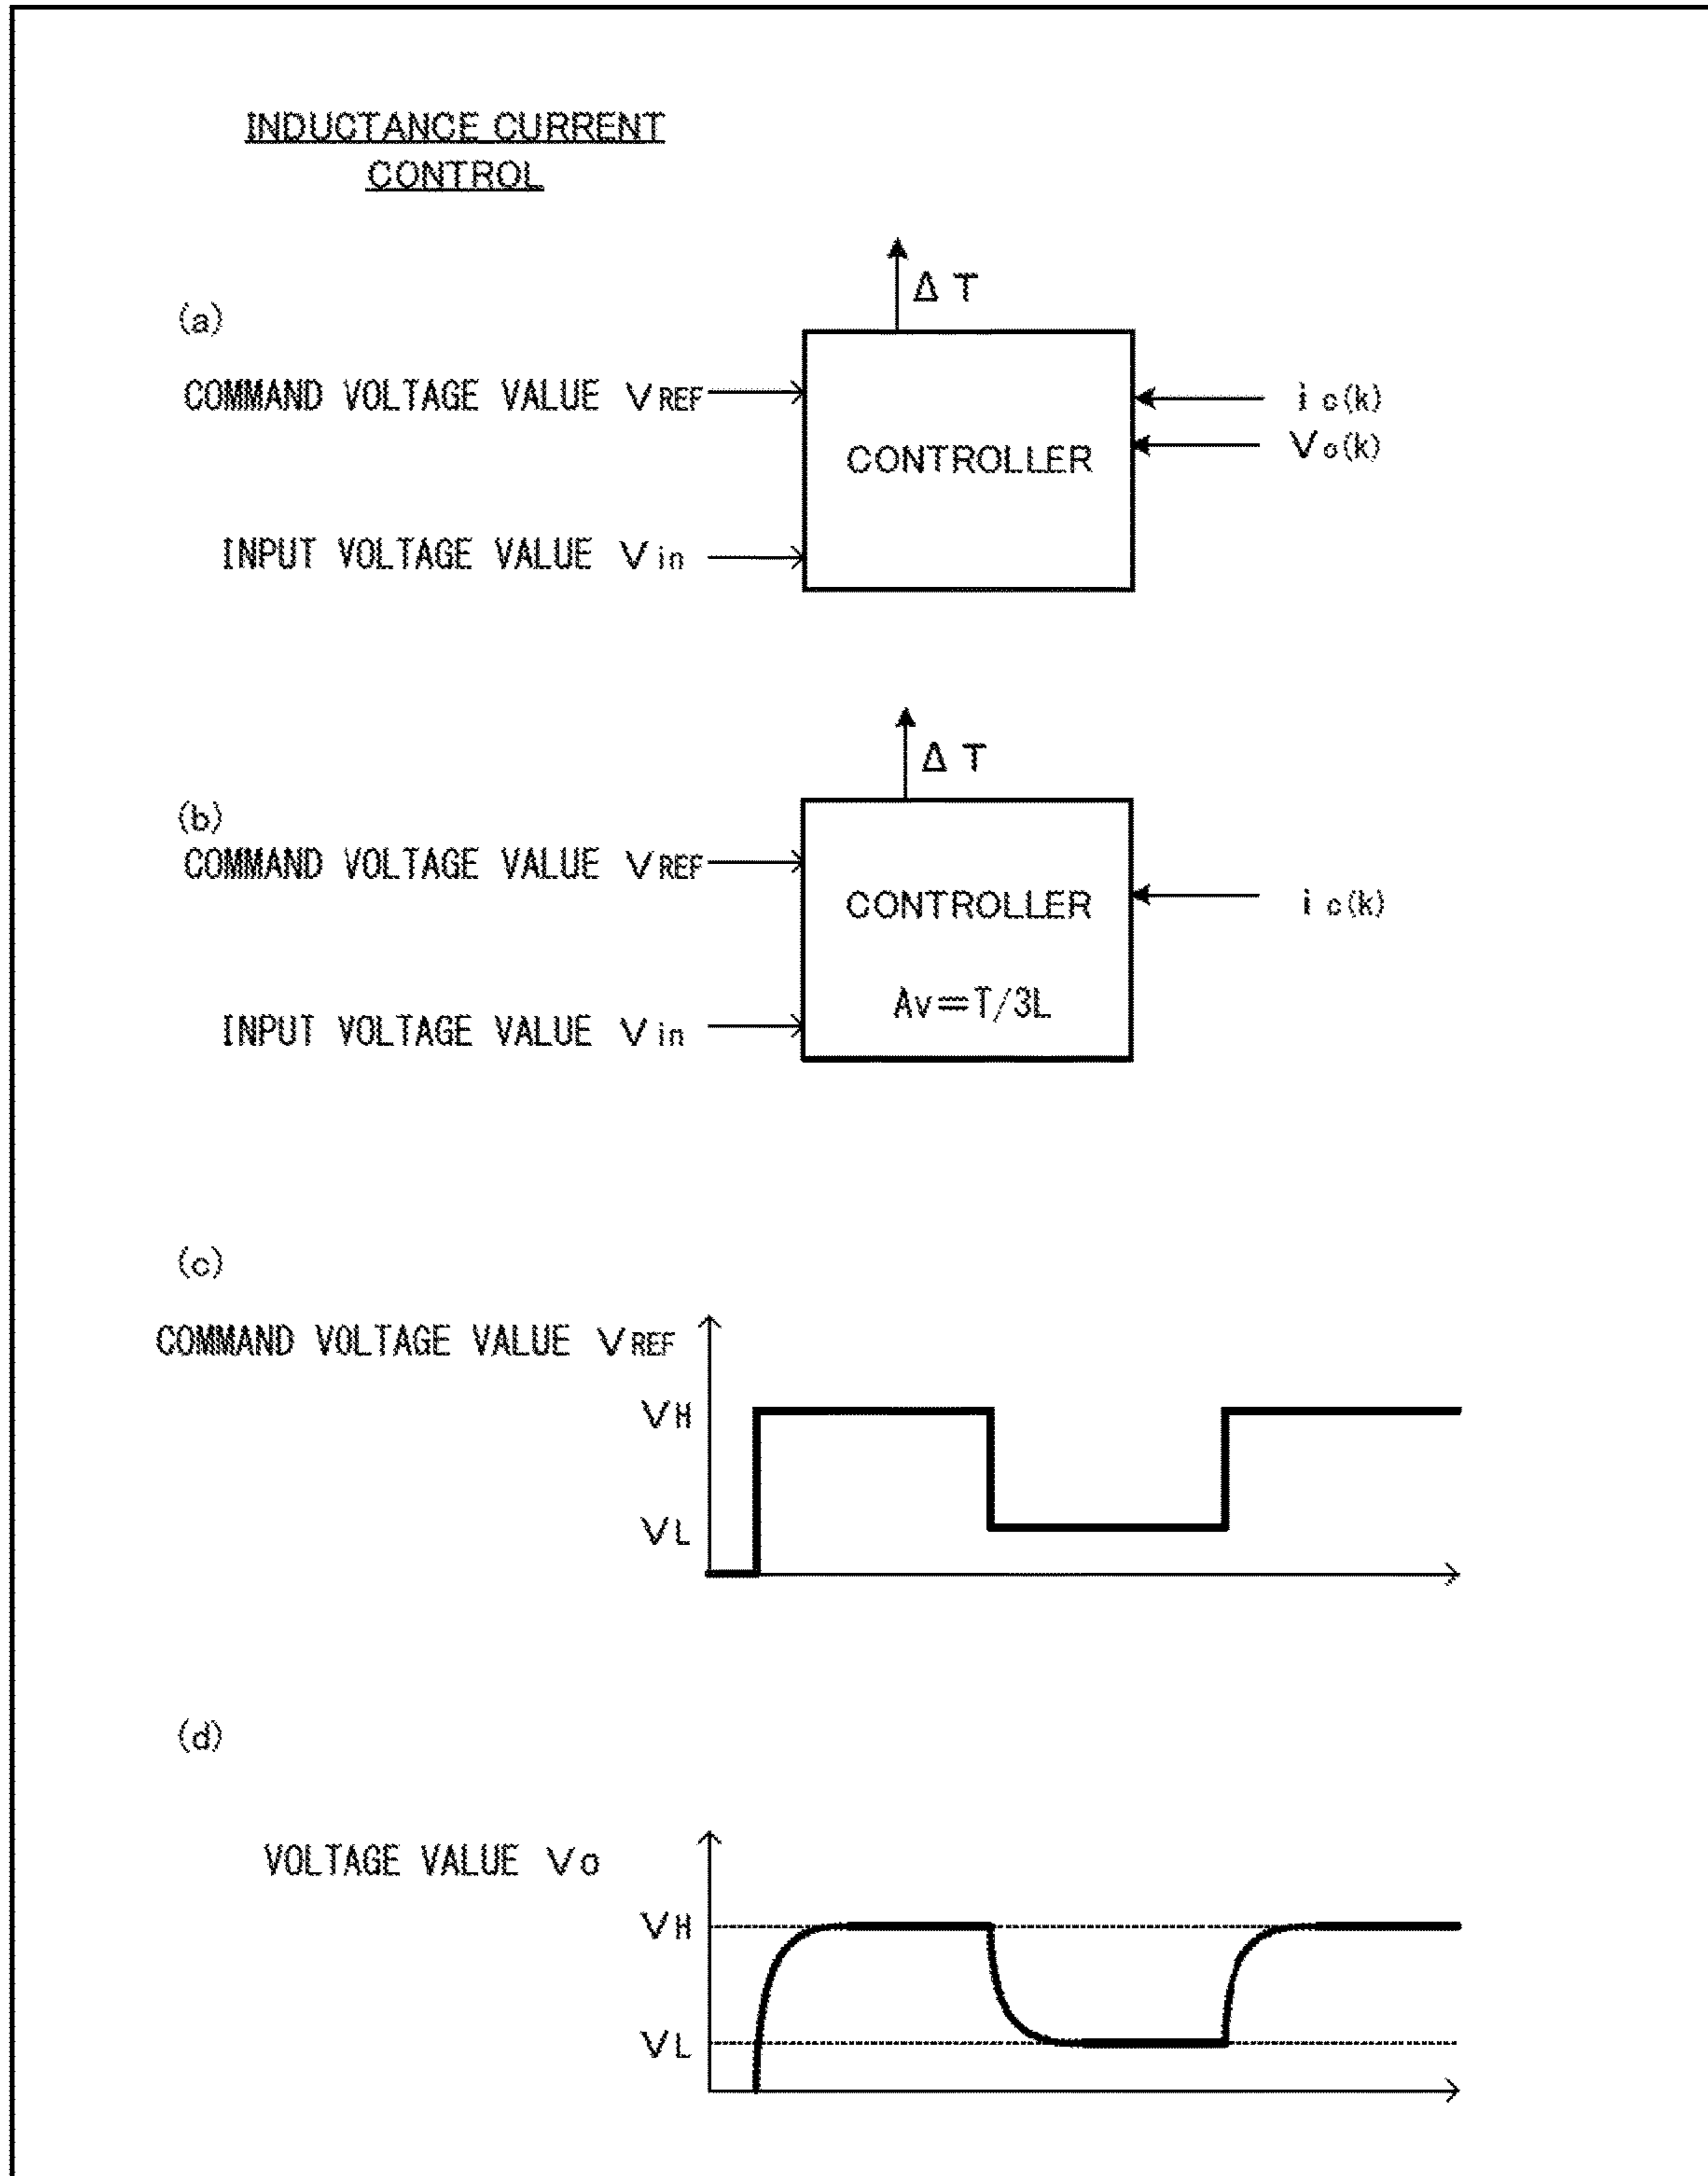 INDUCTANCE CURRENT
CONTROL
(a)
ΔT
COMMAND VOLTAGE VALUE VREF
ic(k)
Vo(k)
CONTROLLER
INPUT VOLTAGE VALUE Vin
ΔT
(b)
COMMAND VOLTAGE VALUE VREF
CONTROLLER
ic(k)
Av=T/3L
INPUT VOLTAGE VALUE Vin
(c)
COMMAND VOLTAGE VALUE VREF
VH
VL
(d)
VOLTAGE VALUE Vo
VH
VL